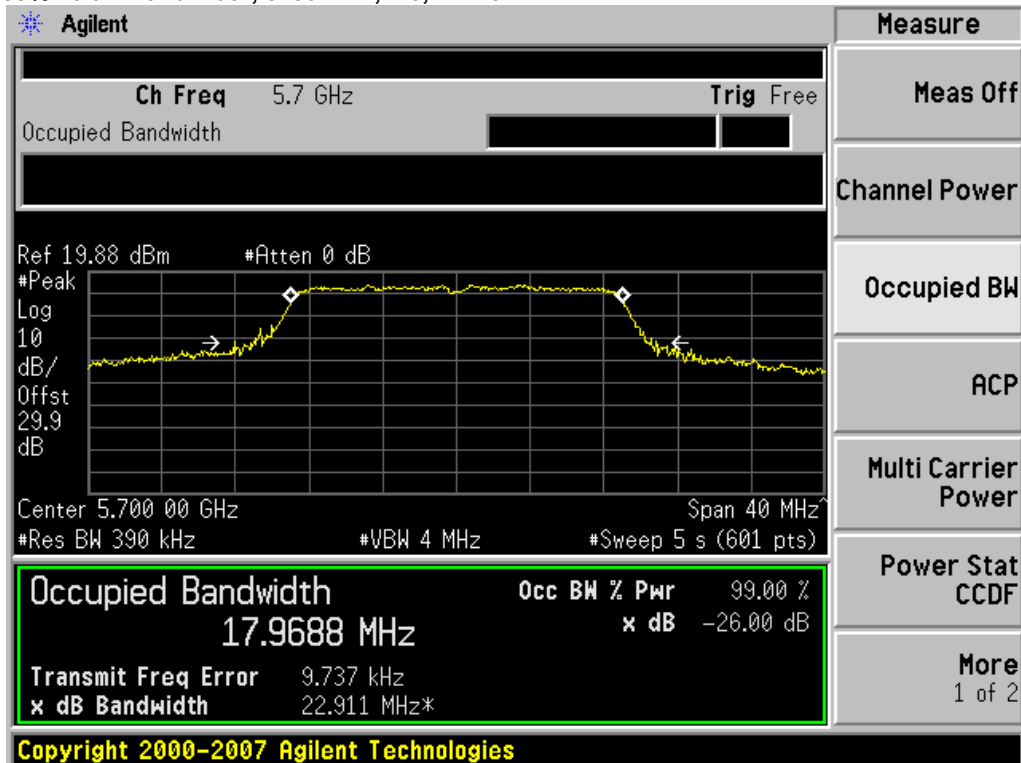 Agilent
Measure
Ch Freq 5.7 GHz Trig Free
Occupied Bandwidth
Meas Off
Channel Power
Occupied BW
ACP
Multi Carrier
Power
Power Stat
CCDF
More
1 of 2
Ref 19.88 dBm #Atten 0 dB
#Peak
Log
10
dB/
Offst
29.9
dB
Center 5.700 00 GHz Span 40 MHz^
#Res BW 390 kHz #VBW 4 MHz #Sweep 5 s (601 pts)
Occupied Bandwidth Occ BW % Pwr 99.00 %
17.9688 MHz x dB -26.00 dB
Transmit Freq Error 9.737 kHz
x dB Bandwidth 22.911 MHz*
Copyright 2000-2007 Agilent Technologies